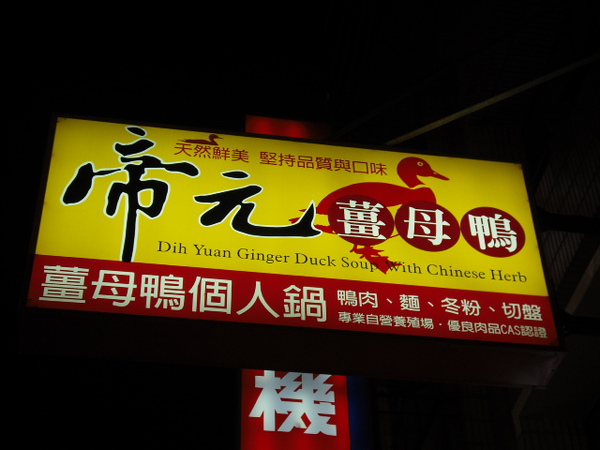 天然鮮美 堅持品質與口味
帝元薑母鴨
Dih Yuan Ginger Duck Soup With Chinese Herb
薑母鴨個人鍋
鴨肉、麵、冬粉、切盤
專業自營養殖場・優良肉品CAS認證
機